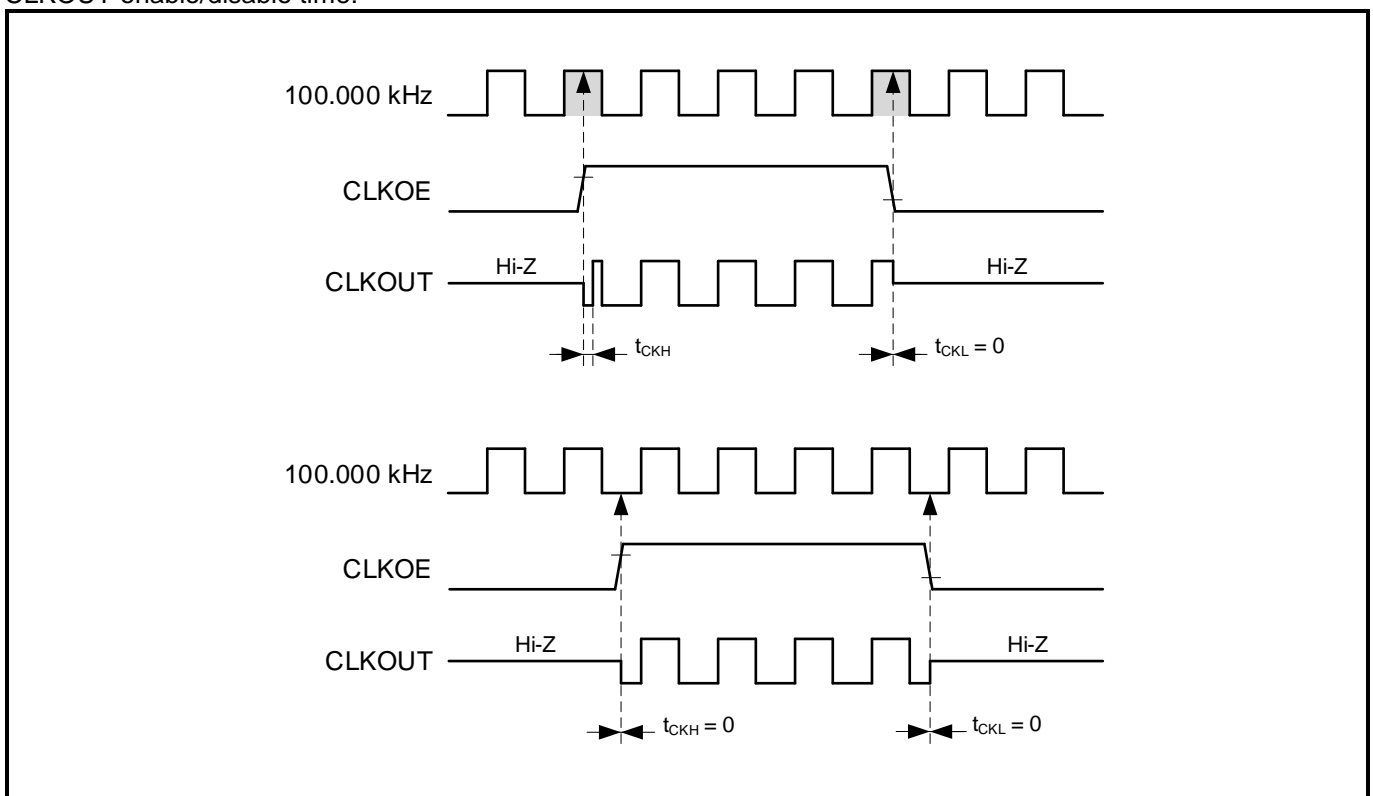 CLKOUT enable/disable time:
100.000 kHz
CLKOE
Hi-Z
Hi-Z
CLKOUT
tCKH
tCKL = 0
100.000 kHz
CLKOE
Hi-Z
Hi-Z
CLKOUT
tCKH = 0
tCKL = 0